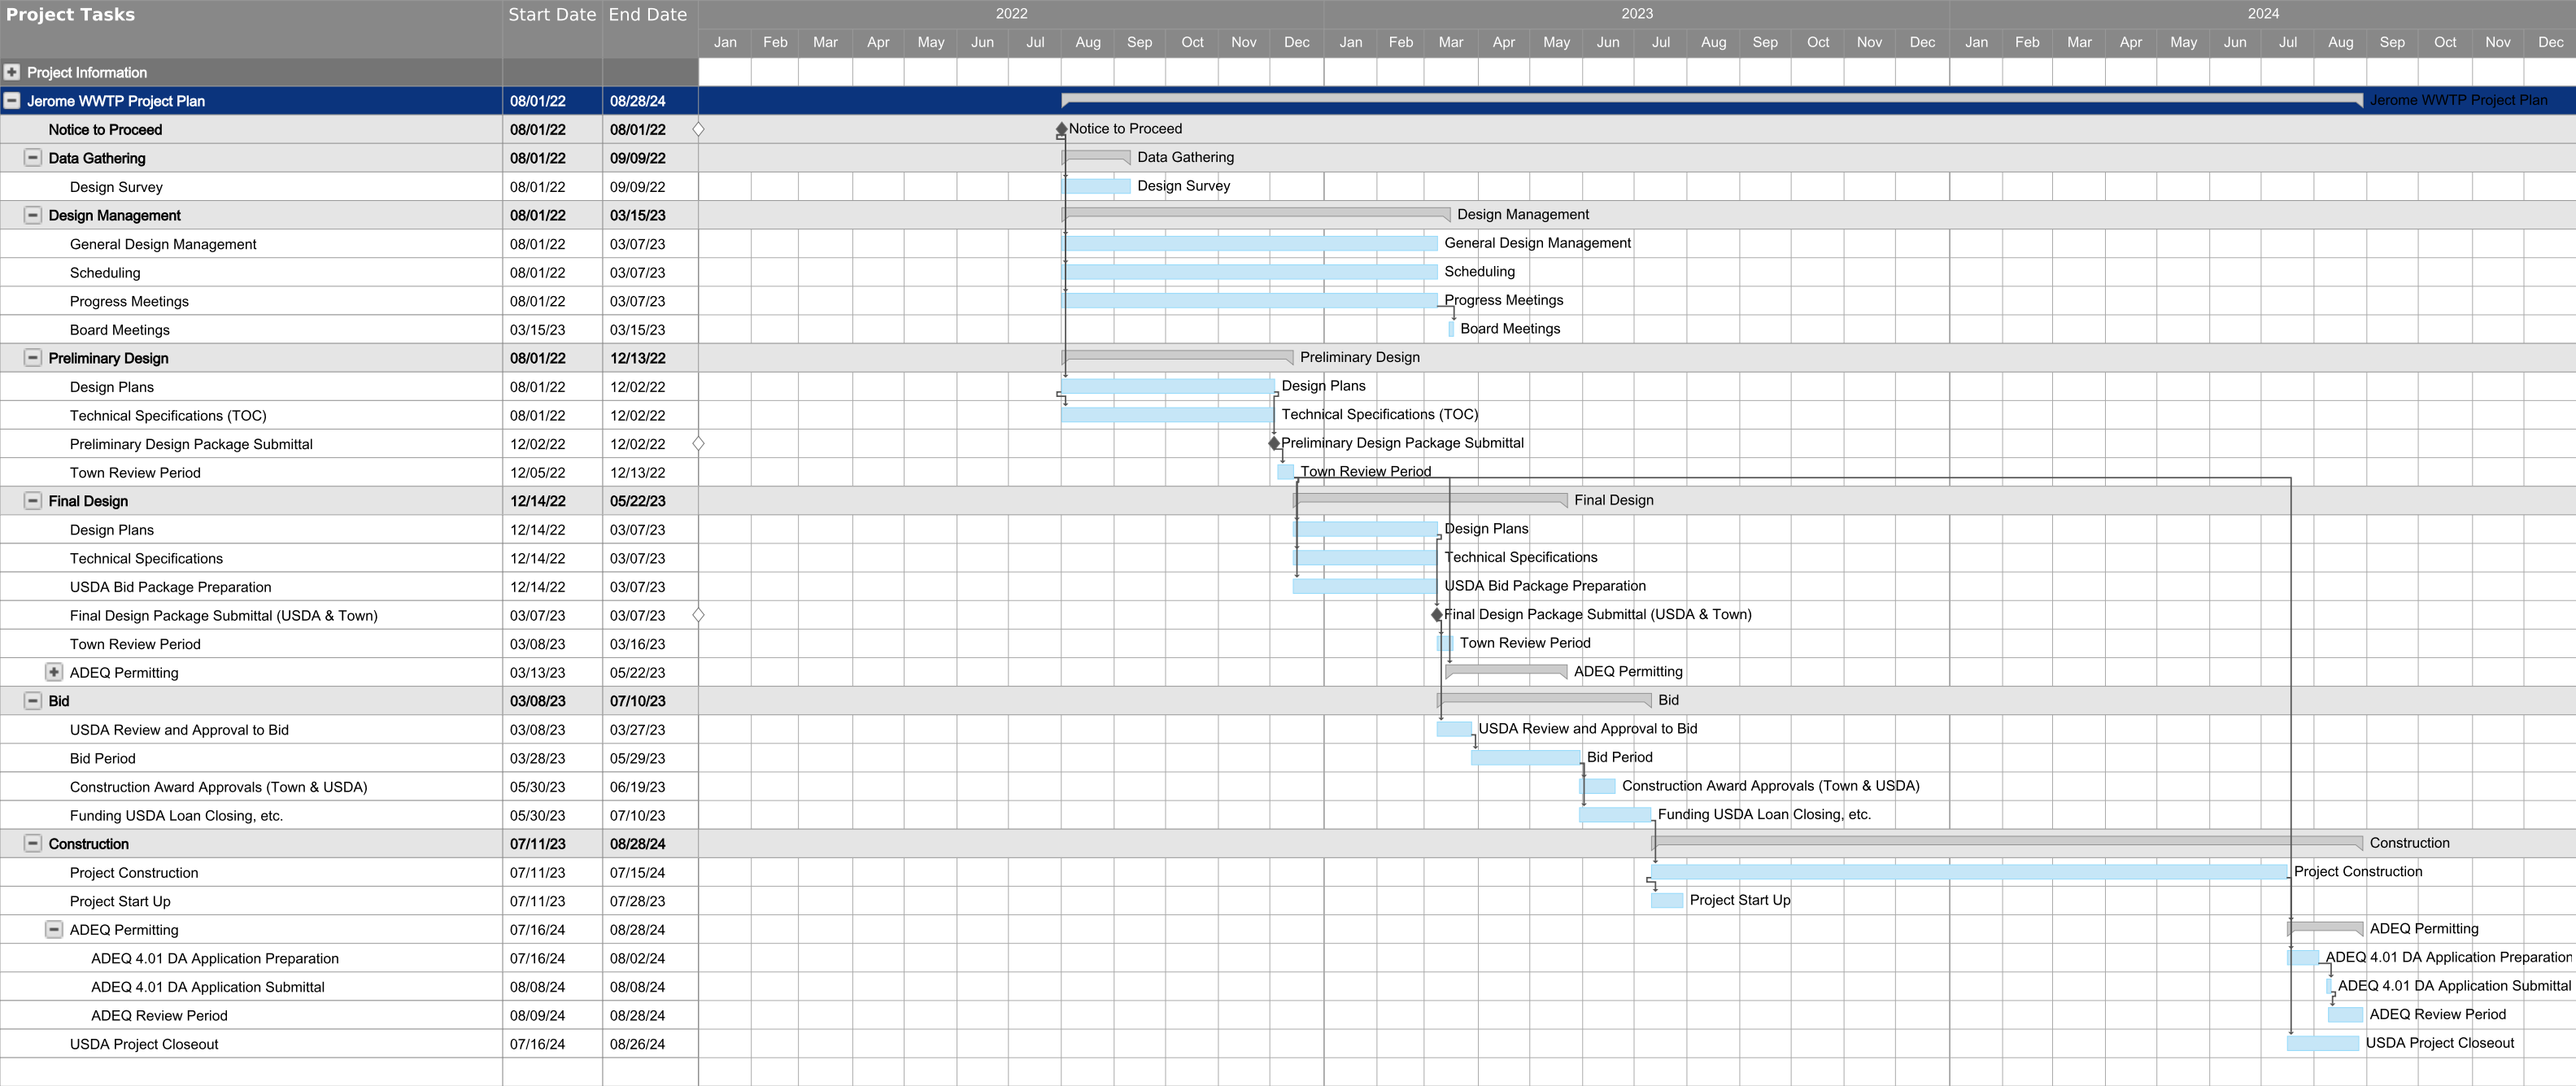 Project Tasks Start Date End Date 2022 2023 2024
Jan Feb Mar Apr May Jun Jul Aug Sep Oct Nov Dec Jan Feb Mar Apr May Jun Jul Aug Sep Oct Nov Dec Jan Feb Mar Apr May Jun Jul Aug Sep Oct Nov Dec
Project Information
Jerome WWTP Project Plan 08/01/22 08/28/24 Jerome WWTP Project Plan
Notice to Proceed 08/01/22 08/01/22 Notice to Proceed
Data Gathering 08/01/22 09/09/22 Data Gathering
Design Survey 08/01/22 09/09/22 Design Survey
Design Management 08/01/22 03/15/23 Design Management
General Design Management 08/01/22 03/07/23 General Design Management
Scheduling 08/01/22 03/07/23 Scheduling
Progress Meetings 08/01/22 03/07/23 Progress Meetings
Board Meetings 03/15/23 03/15/23 Board Meetings
Preliminary Design 08/01/22 12/13/22 Preliminary Design
Design Plans 08/01/22 12/02/22 Design Plans
Technical Specifications (TOC) 08/01/22 12/02/22 Technical Specifications (TOC)
Preliminary Design Package Submittal 12/02/22 12/02/22 Preliminary Design Package Submittal
Town Review Period 12/05/22 12/13/22 Town Review Period
Final Design 12/14/22 05/22/23 Final Design
Design Plans 12/14/22 03/07/23 Design Plans
Technical Specifications 12/14/22 03/07/23 Technical Specifications
USDA Bid Package Preparation 12/14/22 03/07/23 USDA Bid Package Preparation
Final Design Package Submittal (USDA & Town) 03/07/23 03/07/23 Final Design Package Submittal (USDA & Town)
Town Review Period 03/08/23 03/16/23 Town Review Period
ADEQ Permitting 03/13/23 05/22/23 ADEQ Permitting
Bid 03/08/23 07/10/23 Bid
USDA Review and Approval to Bid 03/08/23 03/27/23 USDA Review and Approval to Bid
Bid Period 03/28/23 05/29/23 Bid Period
Construction Award Approvals (Town & USDA) 05/30/23 06/19/23 Construction Award Approvals (Town & USDA)
Funding USDA Loan Closing, etc. 05/30/23 07/10/23 Funding USDA Loan Closing, etc.
Construction 07/11/23 08/28/24 Construction
Project Construction 07/11/23 07/15/24 Project Construction
Project Start Up 07/11/23 07/28/23 Project Start Up
ADEQ Permitting 07/16/24 08/28/24 ADEQ Permitting
ADEQ 4.01 DA Application Preparation 07/16/24 08/02/24 ADEQ 4.01 DA Application Preparation
ADEQ 4.01 DA Application Submittal 08/08/24 08/08/24 ADEQ 4.01 DA Application Submittal
ADEQ Review Period 08/09/24 08/28/24 ADEQ Review Period
USDA Project Closeout 07/16/24 08/26/24 USDA Project Closeout